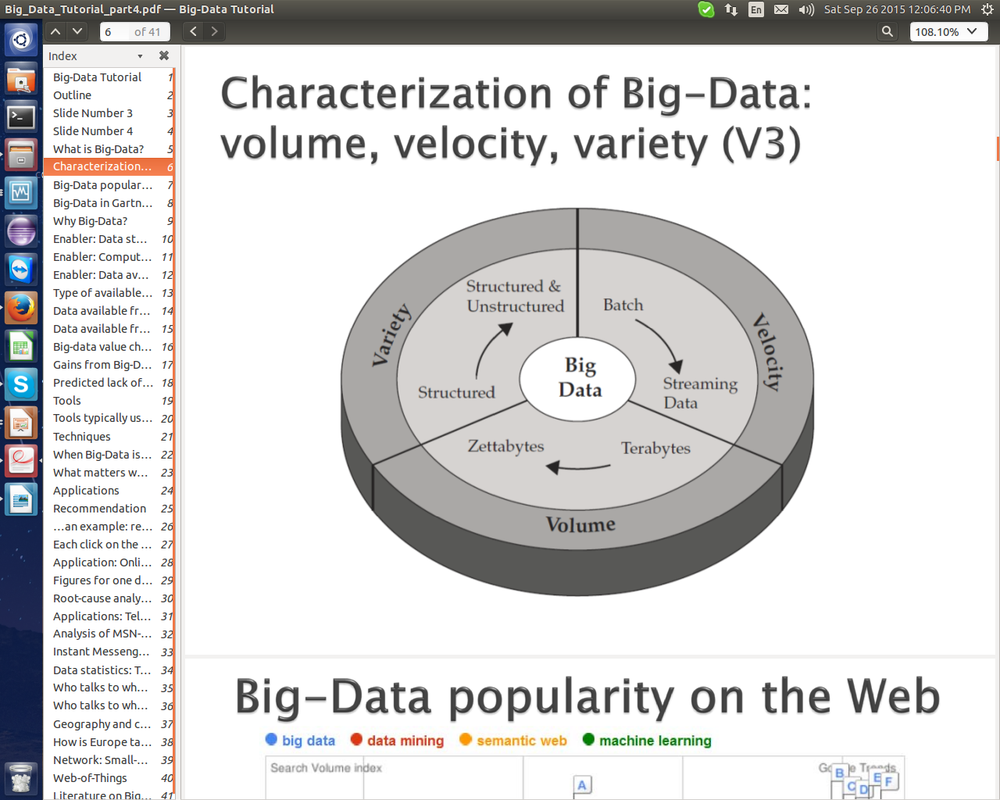 Big_Data_Tutorial_part4.pdf — Big-Data Tutorial
En
Sat Sep 26 2015 12:06:40 PM
6 of 41
108.10%
Index
Big-Data Tutorial 1
Outline 2
Slide Number 3 3
Slide Number 4 4
What is Big-Data? 5
Characterization... 6
Big-Data popular... 7
Big-Data in Gartn... 8
Why Big-Data? 9
Enabler: Data st... 10
Enabler: Comput... 11
Enabler: Data av... 12
Type of available... 13
Data available fr... 14
Data available fr... 15
Big-data value ch... 16
Gains from Big-D... 17
Predicted lack of... 18
Tools 19
Tools typically us... 20
Techniques 21
When Big-Data is... 22
What matters w... 23
Applications 24
Recommendation 25
...an example: re... 26
Each click on the ... 27
Application: Onli... 28
Figures for one d... 29
Root-cause analy... 30
Applications: Tel... 31
Analysis of MSN-... 32
Instant Messeng... 33
Data statistics: T... 34
Who talks to wh... 35
Who talks to wh... 36
Geography and c... 37
How is Europe ta... 38
Network: Small-... 39
Web-of-Things 40
Literature on Big... 41
Characterization of Big-Data:
volume, velocity, variety (V3)
Variety
Structured &
Unstructured
Structured
Batch
Velocity
Streaming
Data
Big
Data
Zettabytes
Terabytes
Volume
Big-Data popularity on the Web
big data data mining semantic web machine learning
Search Volume index
A
B
C
D
E
F